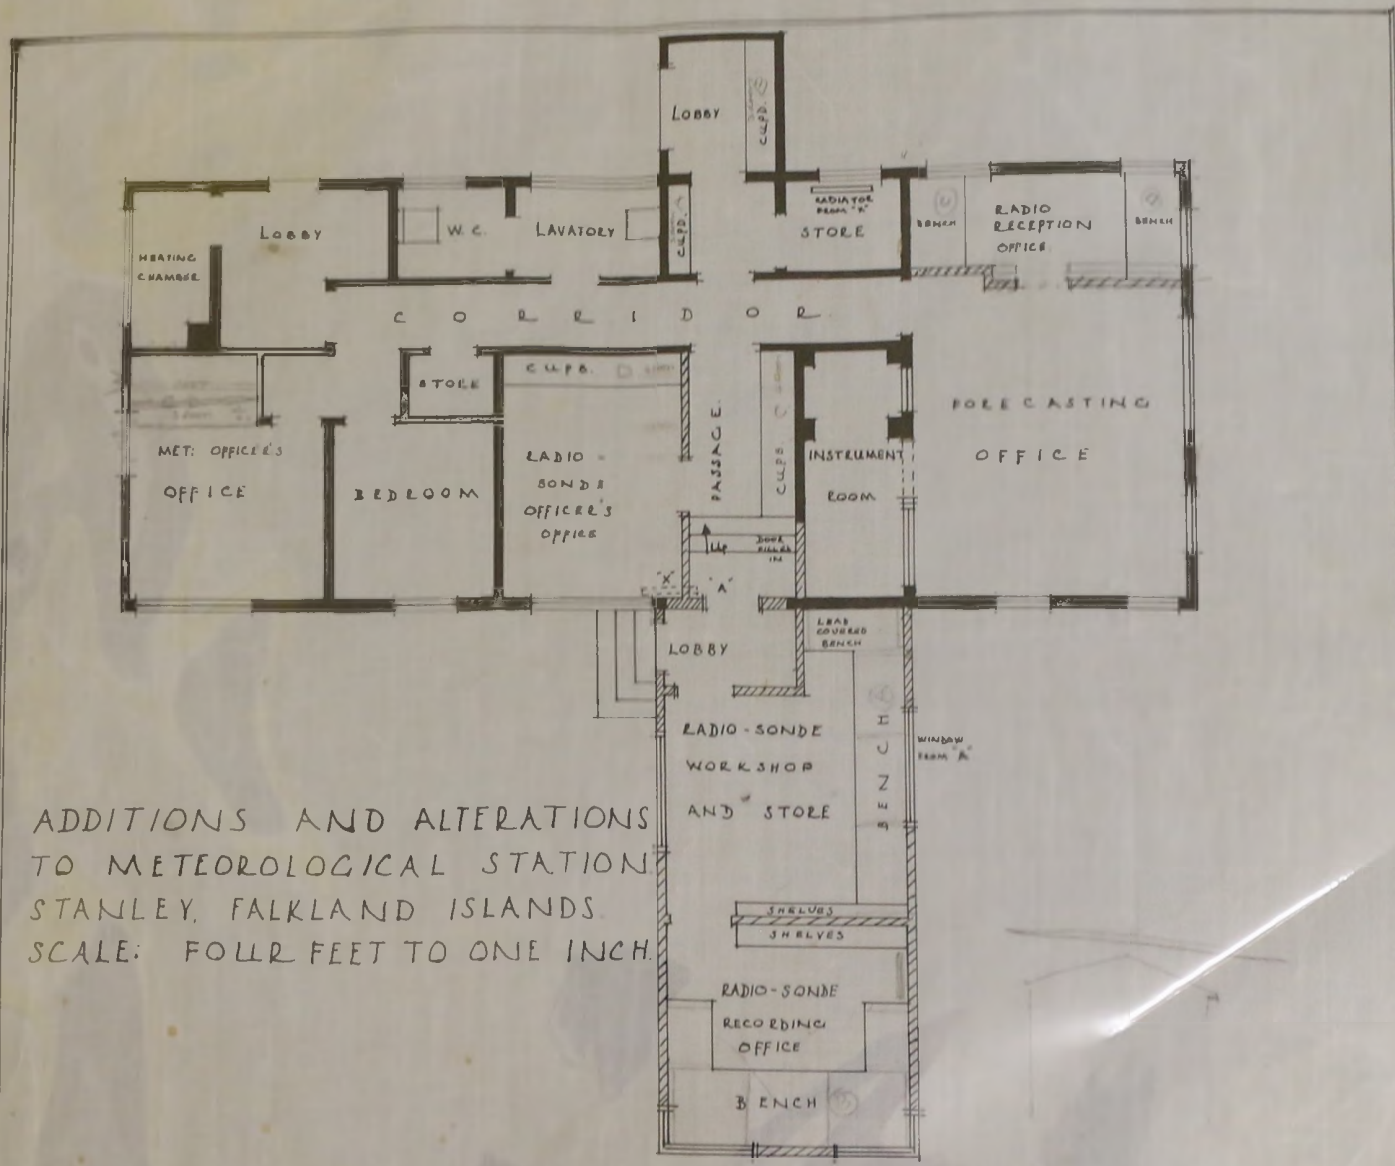 LOBBY
CUPD.
LOBBY
W.C.
LAVATORY
CUPD.
RADIATOR
FROM "X"
STORE
BENCH
RADIO
RECEPTION
OFFICE
BENCH
HEATING
CHAMBER
CORRIDOR
STORE
CUPB.
PASSAGE.
CUPB.
FORECASTING
OFFICE
MET: OFFICER'S
OFFICE
BEDROOM
RADIO -
SONDE
OFFICER'S
OFFICE
INSTRUMENT
ROOM
UP
DOOR
FILLED
IN
"X"
"A"
LOBBY
LEAD
COVERED
BENCH
RADIO-SONDE
WORKSHOP
AND STORE
BENCH
WINDOW
FROM "A"
ADDITIONS AND ALTERATIONS
TO METEOROLOGICAL STATION
STANLEY, FALKLAND ISLANDS.
SCALE: FOUR FEET TO ONE INCH.
SHELVES
SHELVES
RADIO-SONDE
RECORDING
OFFICE
BENCH